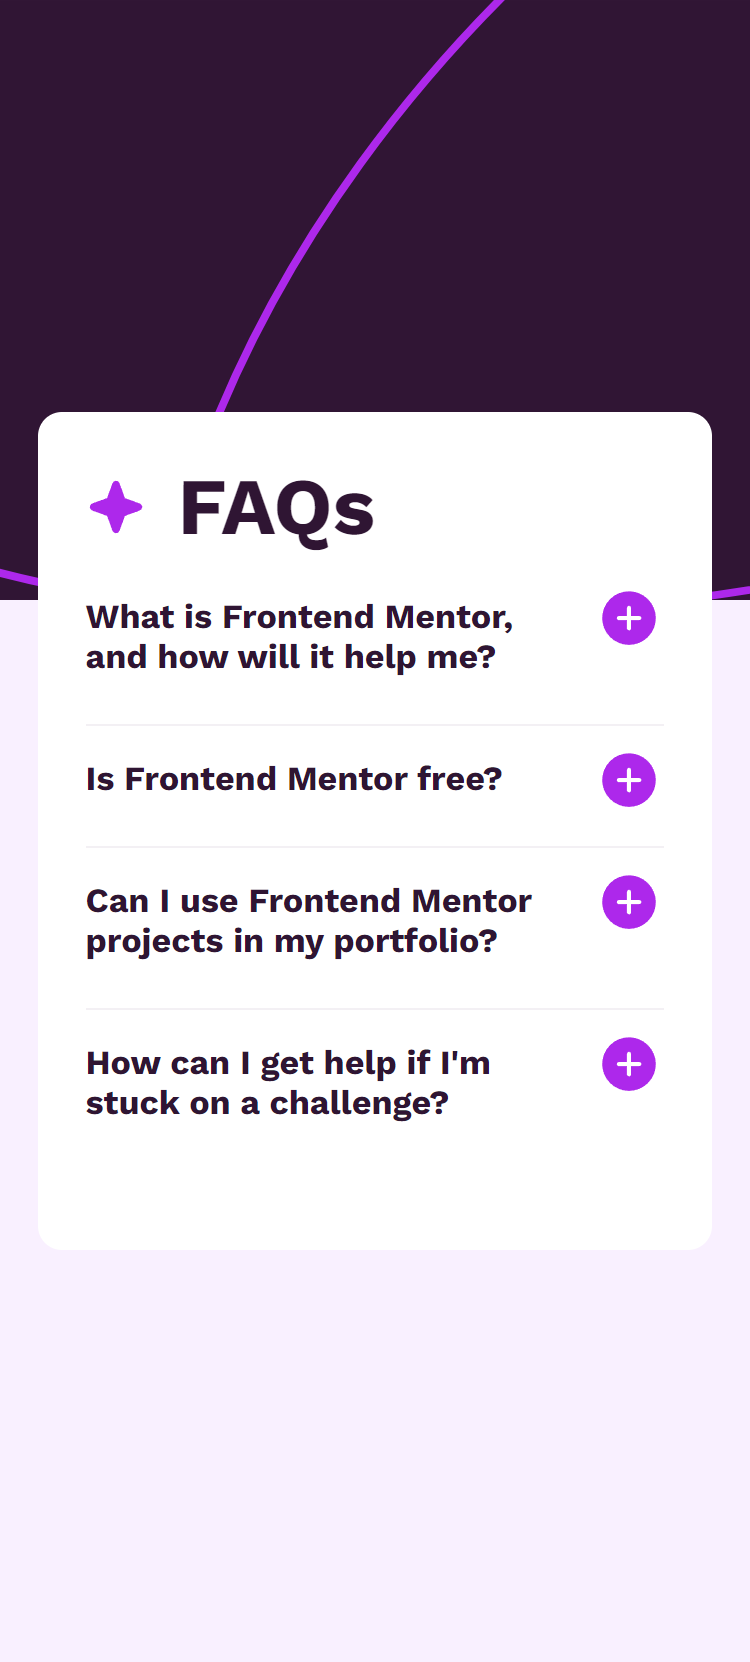 FAQs
What is Frontend Mentor,
and how will it help me?
Is Frontend Mentor free?
Can I use Frontend Mentor
projects in my portfolio?
How can I get help if I'm
stuck on a challenge?